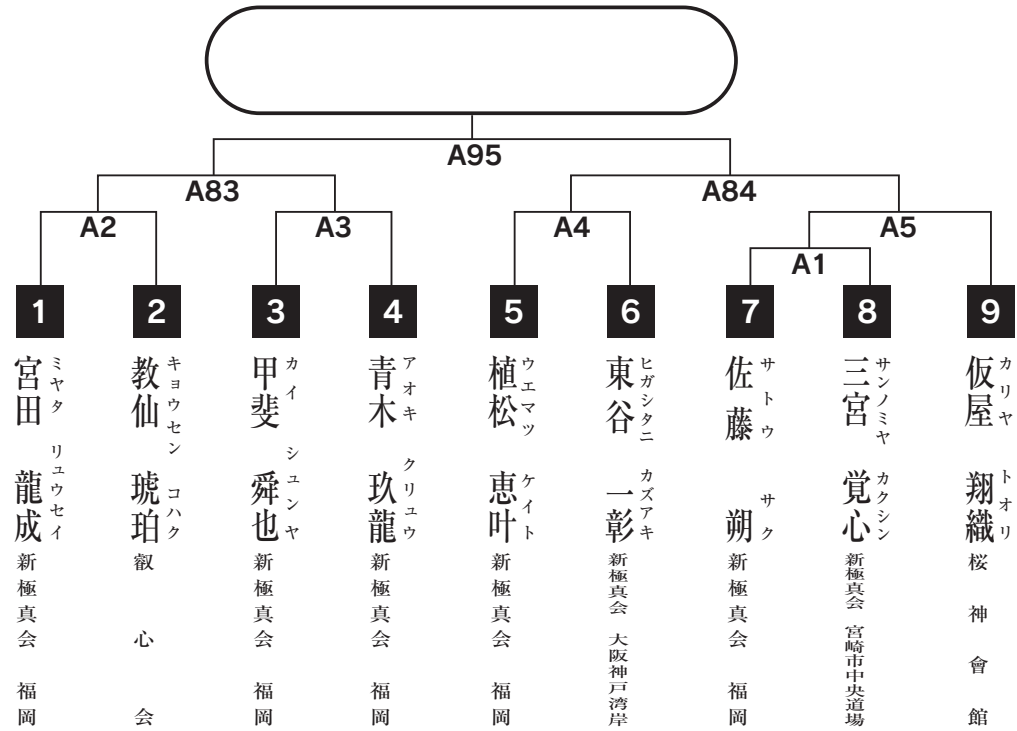 A95
A83
A84
A2
A3
A4
A5
A1
1
2
3
4
5
6
7
8
9
宮田 龍成
ミヤタ リュウセイ
新極真会 福岡
教仙 琥珀
キョウセン コハク
叡心会
甲斐 舜也
カイ シュンヤ
新極真会 福岡
青木 玖龍
アオキ クリュウ
新極真会 福岡
植松 恵叶
ウエマツ ケイト
新極真会 福岡
東谷 一彰
ヒガシタニ カズアキ
新極真会 大阪神戸湾岸
佐藤 朔
サトウ サク
新極真会 福岡
三宮 覚心
サンノミヤ カクシン
新極真会 宮崎市中央道場
仮屋 翔織
カリヤ トオリ
桜神會館